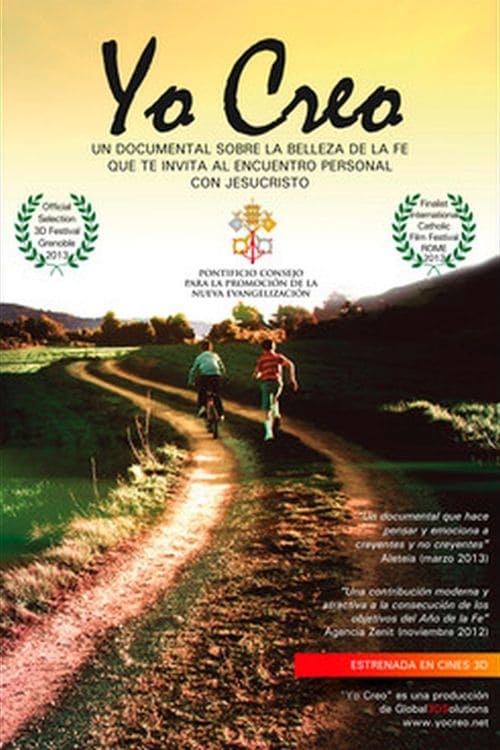 Yo Creo
UN DOCUMENTAL SOBRE LA BELLEZA DE LA FE
QUE TE INVITA AL ENCUENTRO PERSONAL
CON JESUCRISTO
Official
Selection
3D Festival
Grenoble
2013
Finalist
International
Catholic
Film Festival
ROME
2013
PONTIFICIO CONSEJO
PARA LA PROMOCIÓN DE LA
NUEVA EVANGELIZACIÓN
"Un documental que hace
pensar y emociona a
creyentes y no creyentes"
Aleteia (marzo 2013)
"Una contribución moderna y
atractiva a la consecución de los
objetivos del Año de la Fe"
Agencia Zenit (noviembre 2012)
ESTRENADA EN CINES 3D
"Yo Creo" es una producción
de Global3DSolutions
www.yocreo.net